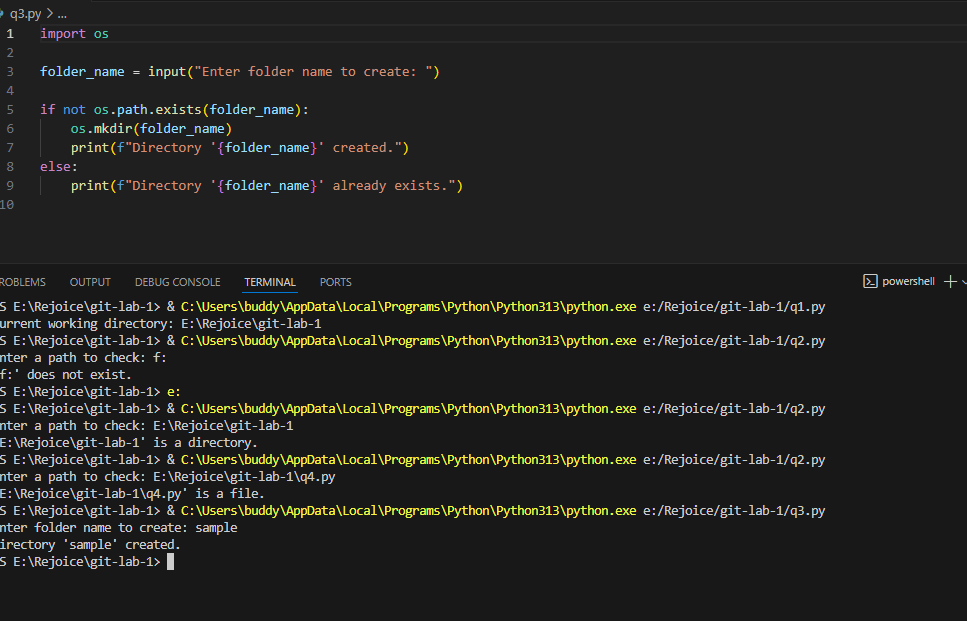 q3.py > ...
1 import os
2
3 folder_name = input("Enter folder name to create: ")
4
5 if not os.path.exists(folder_name):
6 os.mkdir(folder_name)
7 print(f"Directory '{folder_name}' created.")
8 else:
9 print(f"Directory '{folder_name}' already exists.")
10
ROBLEMS OUTPUT DEBUG CONSOLE TERMINAL PORTS powershell
S E:\Rejoice\git-lab-1> & C:\Users\buddy\AppData\Local\Programs\Python\Python313\python.exe e:/Rejoice/git-lab-1/q1.py
urrent working directory: E:\Rejoice\git-lab-1
S E:\Rejoice\git-lab-1> & C:\Users\buddy\AppData\Local\Programs\Python\Python313\python.exe e:/Rejoice/git-lab-1/q2.py
nter a path to check: f:
f:' does not exist.
S E:\Rejoice\git-lab-1> e:
S E:\Rejoice\git-lab-1> & C:\Users\buddy\AppData\Local\Programs\Python\Python313\python.exe e:/Rejoice/git-lab-1/q2.py
nter a path to check: E:\Rejoice\git-lab-1
E:\Rejoice\git-lab-1' is a directory.
S E:\Rejoice\git-lab-1> & C:\Users\buddy\AppData\Local\Programs\Python\Python313\python.exe e:/Rejoice/git-lab-1/q2.py
nter a path to check: E:\Rejoice\git-lab-1\q4.py
E:\Rejoice\git-lab-1\q4.py' is a file.
S E:\Rejoice\git-lab-1> & C:\Users\buddy\AppData\Local\Programs\Python\Python313\python.exe e:/Rejoice/git-lab-1/q3.py
nter folder name to create: sample
irectory 'sample' created.
S E:\Rejoice\git-lab-1>